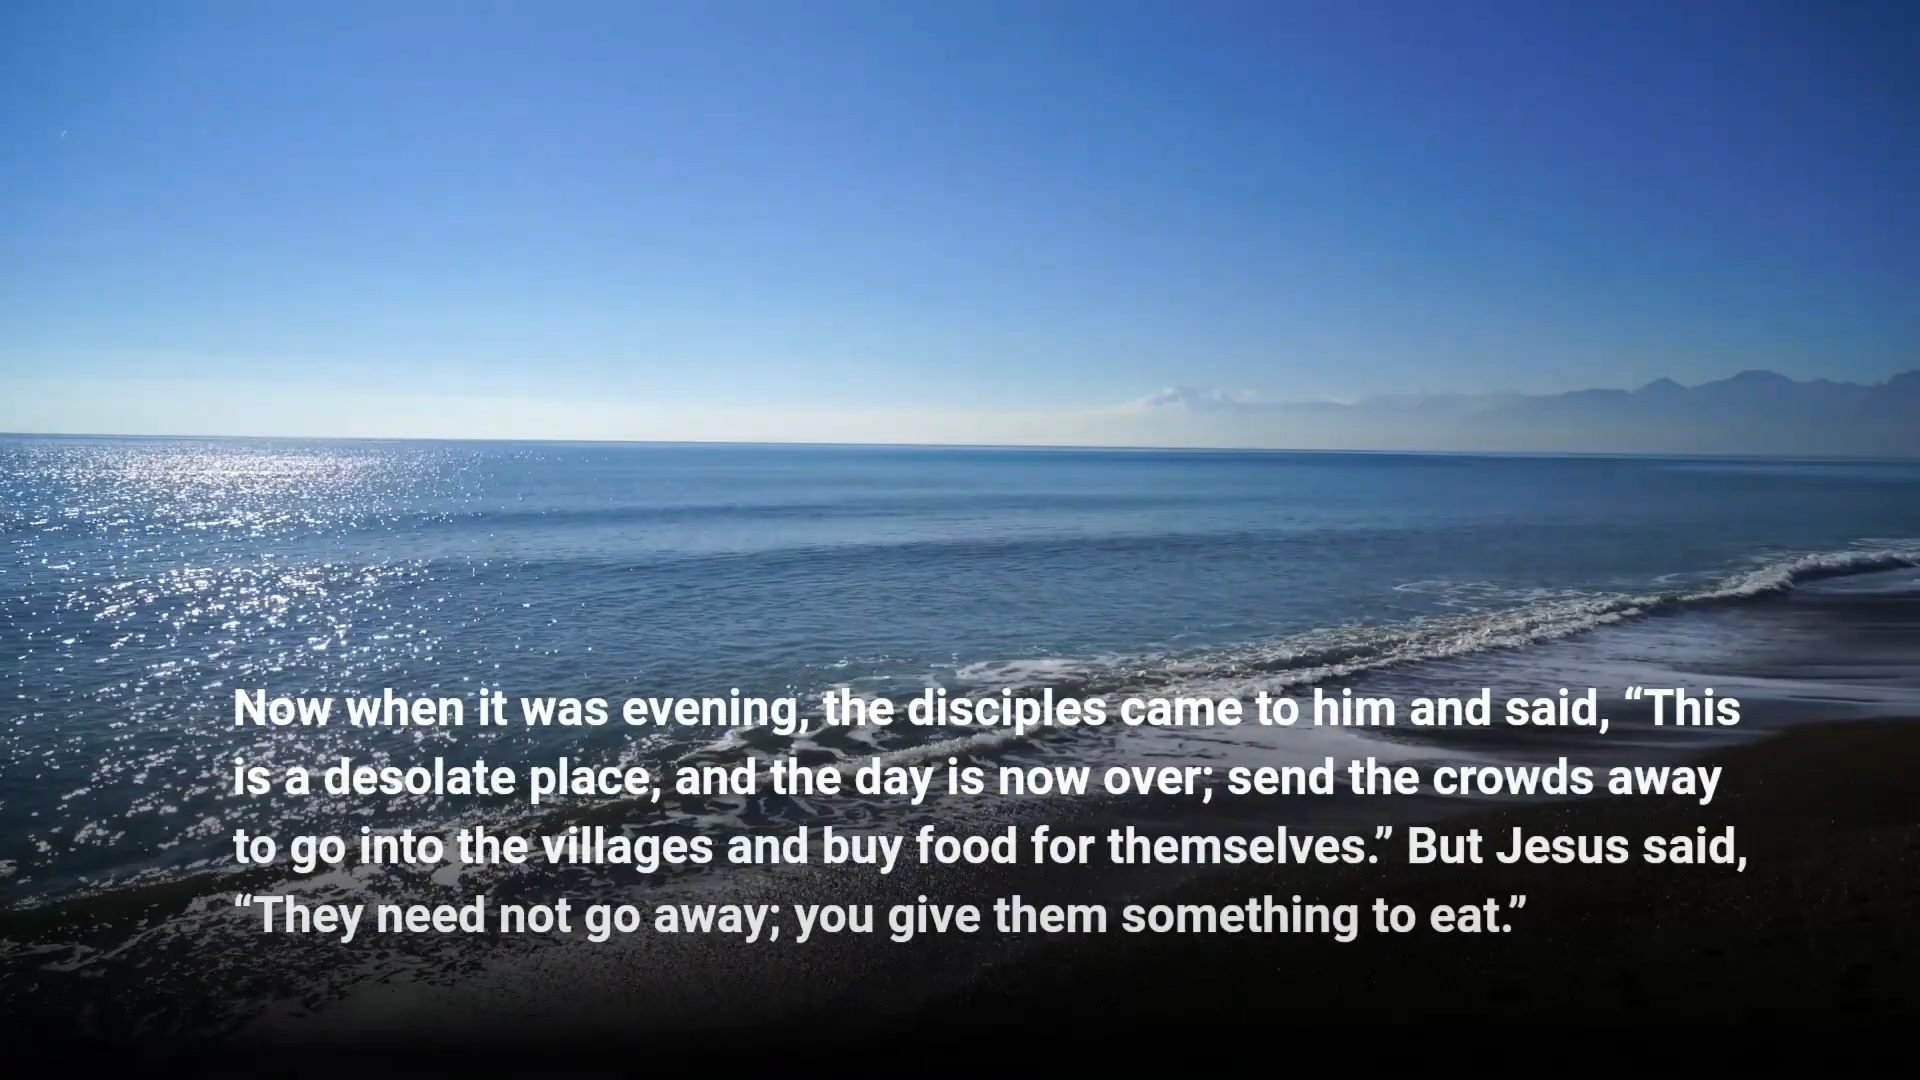 Now when it was evening, the disciples came to him and said, “This
is a desolate place, and the day is now over; send the crowds away
to go into the villages and buy food for themselves.” But Jesus said,
“They need not go away; you give them something to eat.”